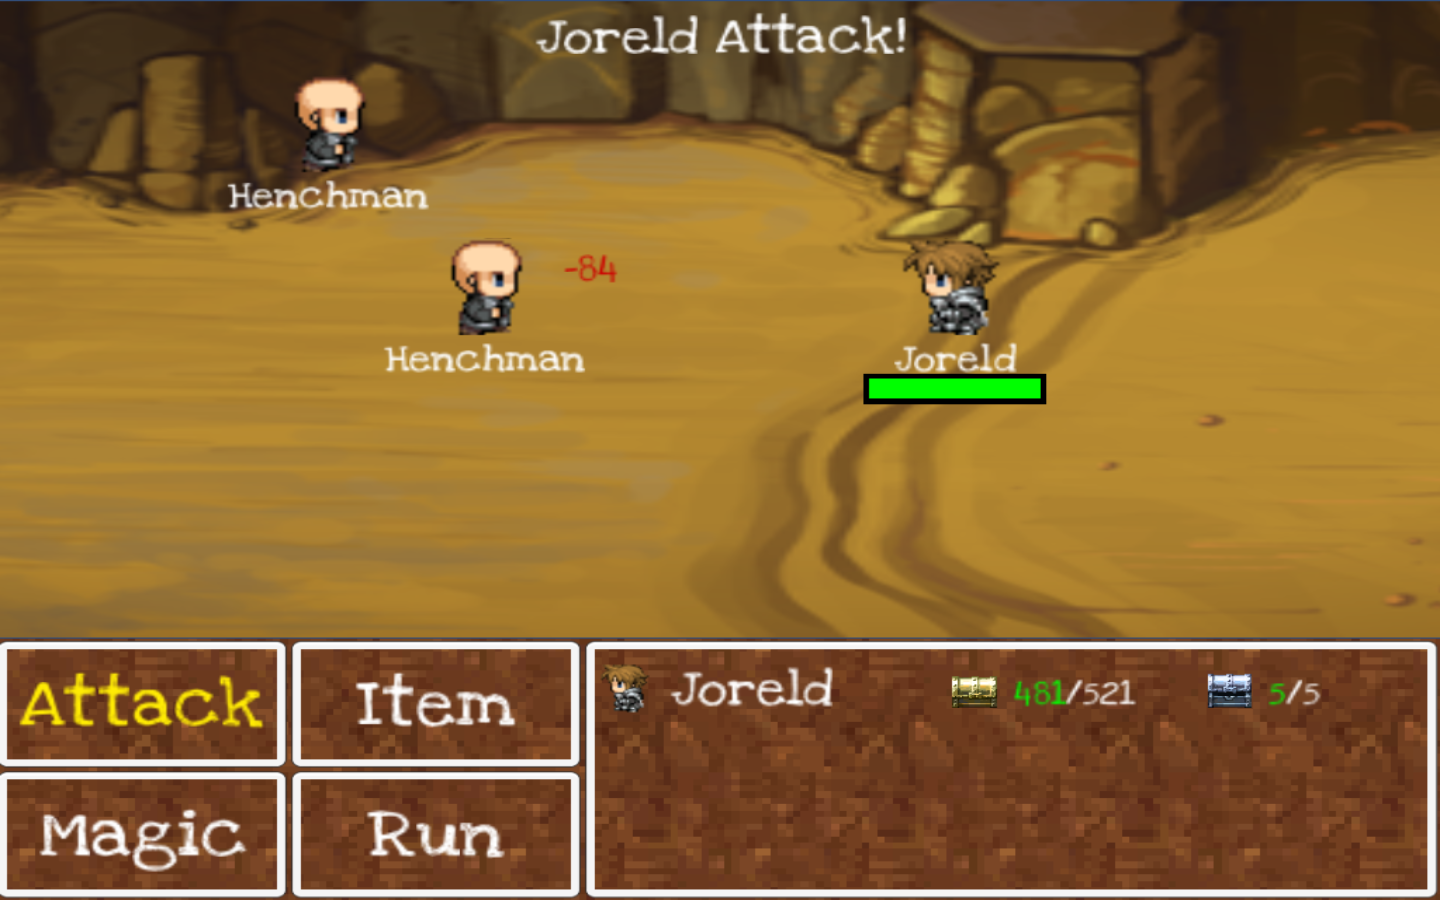 Joreld Attack!
Henchman
-84
Henchman
Joreld
Attack
Item
Magic
Run
Joreld 481/521 5/5